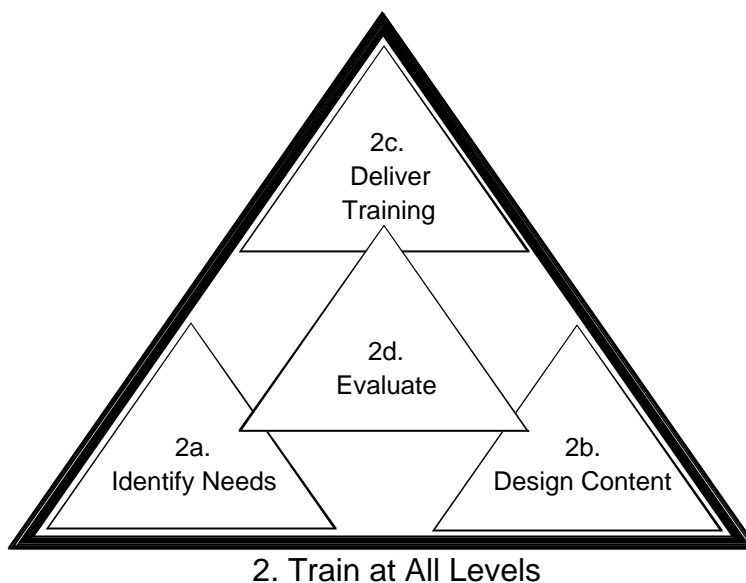 2c.
Deliver
Training
2d.
Evaluate
2a.
Identify Needs
2b.
Design Content
2. Train at All Levels